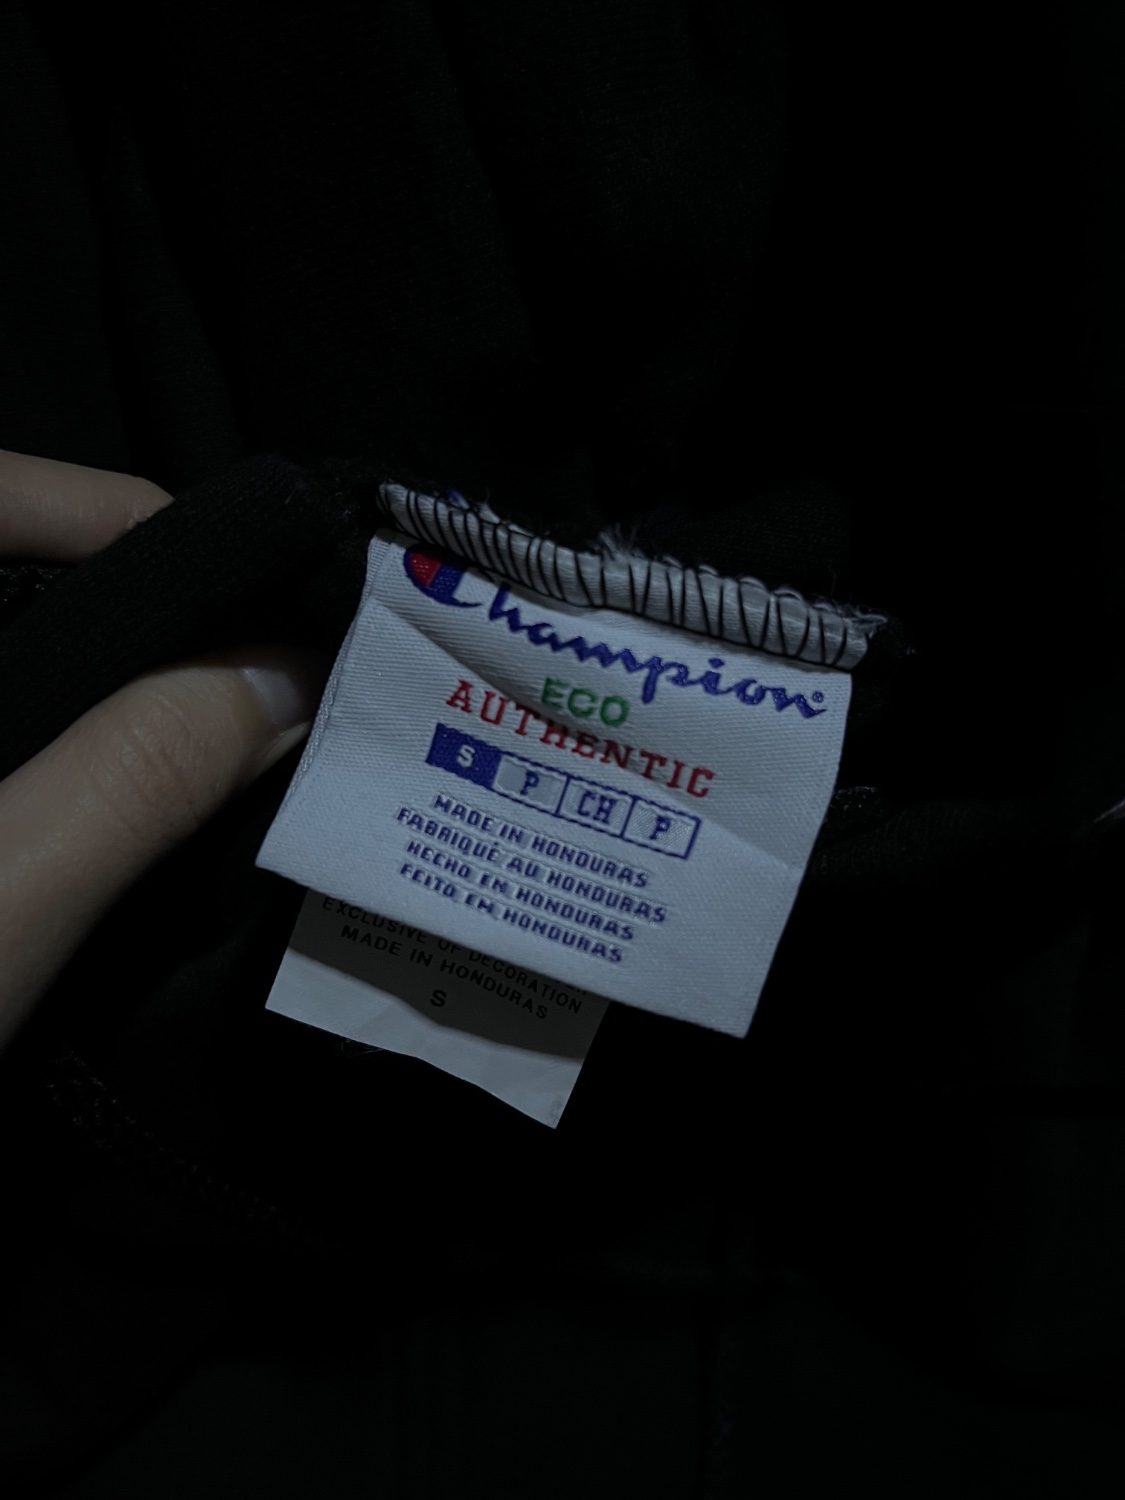 Champion®
ECO
AUTHENTIC
S P CH P
MADE IN HONDURAS
FABRIQUÉ AU HONDURAS
HECHO EN HONDURAS
FEITO EM HONDURAS
EXCLUSIVE OF DECORATION
MADE IN HONDURAS
S